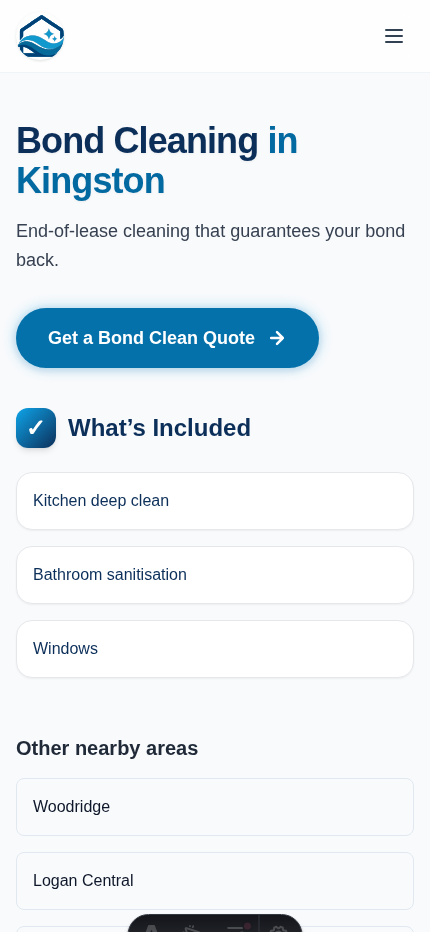 Bond Cleaning in
Kingston
End-of-lease cleaning that guarantees your bond
back.
Get a Bond Clean Quote →
✓ What’s Included
Kitchen deep clean
Bathroom sanitisation
Windows
Other nearby areas
Woodridge
Logan Central